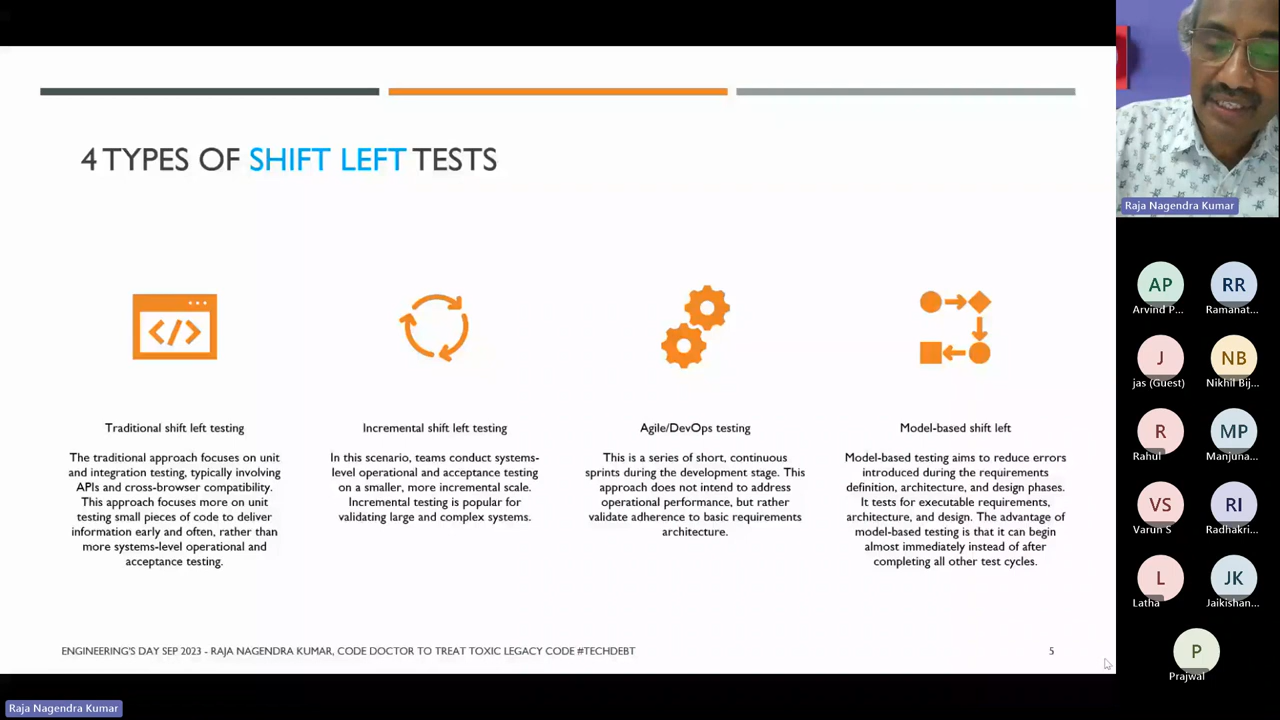 4 TYPES OF SHIFT LEFT TESTS
</>
Traditional shift left testing
The traditional approach focuses on unit
and integration testing, typically involving
APIs and cross-browser compatibility.
This approach focuses more on unit
testing small pieces of code to deliver
information early and often, rather than
more systems-level operational and
acceptance testing.
Incremental shift left testing
In this scenario, teams conduct systems-
level operational and acceptance testing
on a smaller, more incremental scale.
Incremental testing is popular for
validating large and complex systems.
Agile/DevOps testing
This is a series of short, continuous
sprints during the development stage. This
approach does not intend to address
operational performance, but rather
validate adherence to basic requirements
architecture.
Model-based shift left
Model-based testing aims to reduce errors
introduced during the requirements
definition, architecture, and design phases.
It tests for executable requirements,
architecture, and design. The advantage of
model-based testing is that it can begin
almost immediately instead of after
completing all other test cycles.
ENGINEERING'S DAY SEP 2023 - RAJA NAGENDRA KUMAR, CODE DOCTOR TO TREAT TOXIC LEGACY CODE #TECHDEBT
5
Raja Nagendra Kumar
AP
Arvind P...
RR
Ramanat...
J
jas (Guest)
NB
Nikhil Bij...
R
Rahul
MP
Manjuna...
VS
Varun S
RI
Radhakri...
L
Latha
JK
Jaikishan...
P
Prajwal
Raja Nagendra Kumar